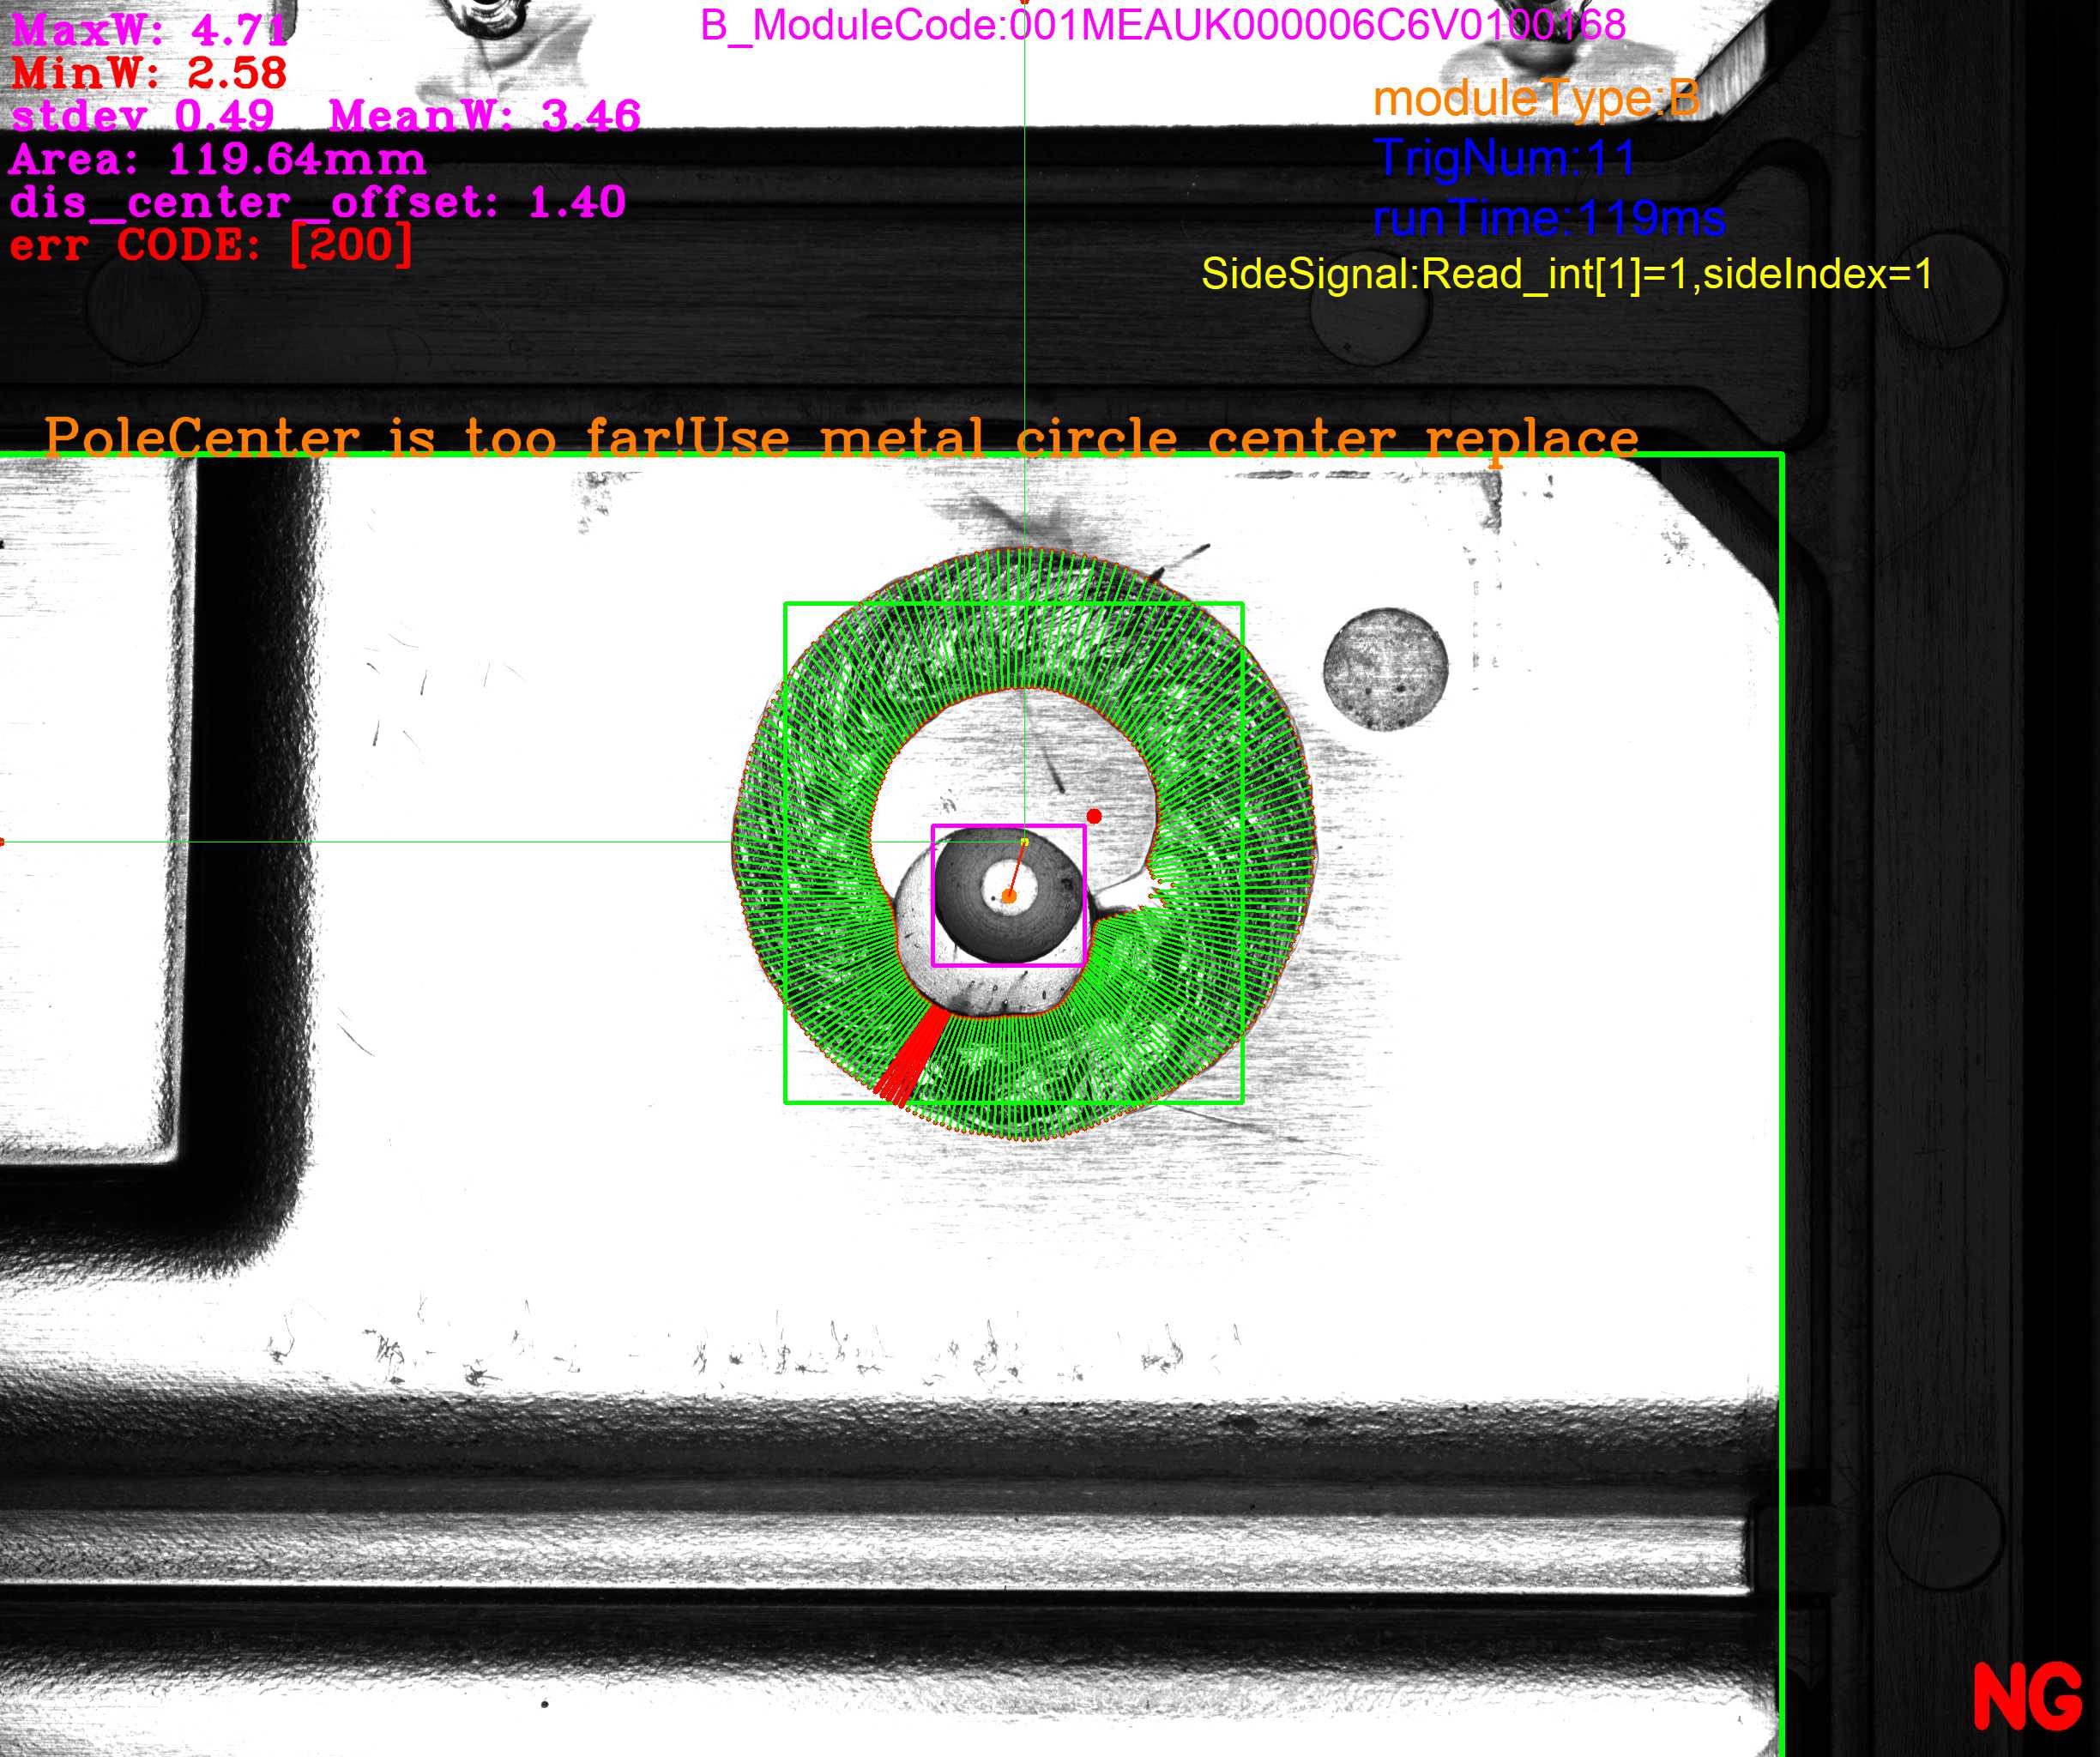 MaxW: 4.71
B_ModuleCode:001MEAUK000006C6V0100168
MinW: 2.58
moduleType:B
stdev 0.49 MeanW: 3.46
Area: 119.64mm
TrigNum:11
dis_center_offset: 1.40
runTime:119ms
err CODE: [200]
SideSignal:Read_int[1]=1,sideIndex=1
PoleCenter is too far!Use metal circle center replace
NG